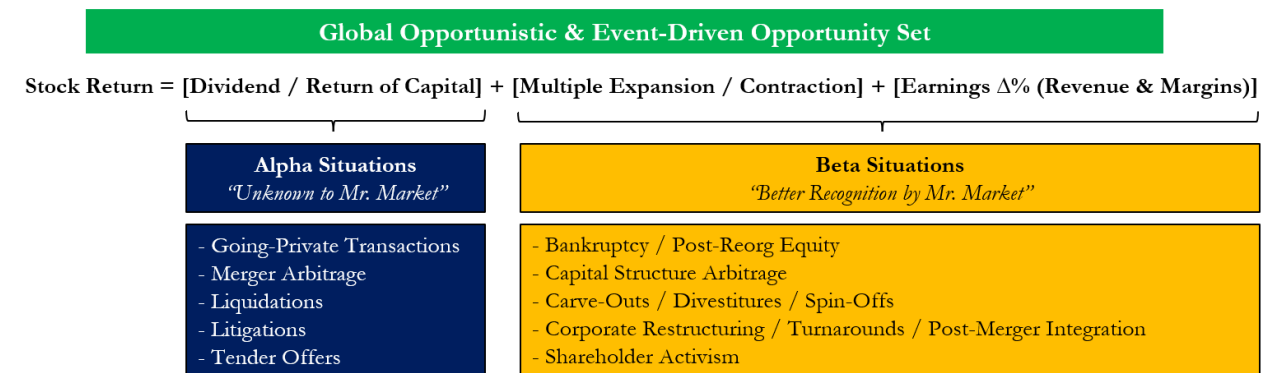 Global Opportunistic & Event-Driven Opportunity Set
Stock Return = [Dividend / Return of Capital] + [Multiple Expansion / Contraction] + [Earnings Δ% (Revenue & Margins)]
Alpha Situations
“Unknown to Mr. Market”
- Going-Private Transactions
- Merger Arbitrage
- Liquidations
- Litigations
- Tender Offers
Beta Situations
“Better Recognition by Mr. Market”
- Bankruptcy / Post-Reorg Equity
- Capital Structure Arbitrage
- Carve-Outs / Divestitures / Spin-Offs
- Corporate Restructuring / Turnarounds / Post-Merger Integration
- Shareholder Activism